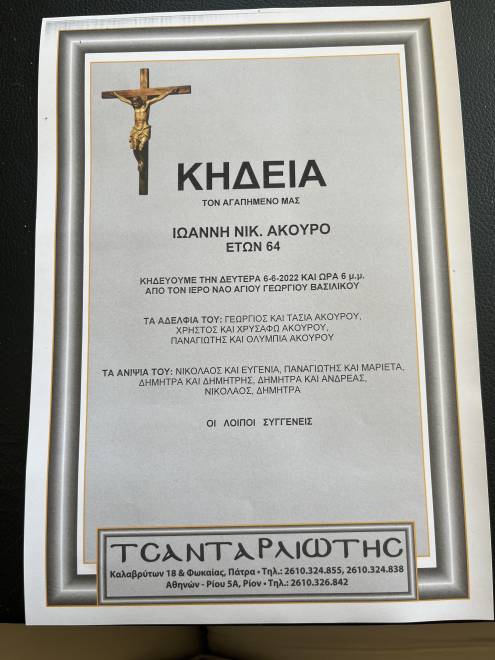 ΚΗΔΕΙΑ
ΤΟΝ ΑΓΑΠΗΜΕΝΟ ΜΑΣ
ΙΩΑΝΝΗ ΝΙΚ. ΑΚΟΥΡΟ
ΕΤΩΝ 64
ΚΗΔΕΥΟΥΜΕ ΤΗΝ ΔΕΥΤΕΡΑ 6-6-2022 ΚΑΙ ΩΡΑ 6 μ.μ.
ΑΠΟ ΤΟΝ ΙΕΡΟ ΝΑΟ ΑΓΙΟΥ ΓΕΩΡΓΙΟΥ ΒΑΣΙΛΙΚΟΥ
ΤΑ ΑΔΕΛΦΙΑ ΤΟΥ: ΓΕΩΡΓΙΟΣ ΚΑΙ ΤΑΣΙΑ ΑΚΟΥΡΟΥ,
ΧΡΗΣΤΟΣ ΚΑΙ ΧΡΥΣΑΦΩ ΑΚΟΥΡΟΥ,
ΠΑΝΑΓΙΩΤΗΣ ΚΑΙ ΟΛΥΜΠΙΑ ΑΚΟΥΡΟΥ
ΤΑ ΑΝΙΨΙΑ ΤΟΥ: ΝΙΚΟΛΑΟΣ ΚΑΙ ΕΥΓΕΝΙΑ, ΠΑΝΑΓΙΩΤΗΣ ΚΑΙ ΜΑΡΙΕΤΑ,
ΔΗΜΗΤΡΑ ΚΑΙ ΔΗΜΗΤΡΗΣ, ΔΗΜΗΤΡΑ ΚΑΙ ΑΝΔΡΕΑΣ,
ΝΙΚΟΛΑΟΣ, ΔΗΜΗΤΡΑ
ΟΙ ΛΟΙΠΟΙ ΣΥΓΓΕΝΕΙΣ
ΤCΑΝΤΑΡΛΙΩΤΗC
Καλαβρύτων 18 & Φωκαίας, Πάτρα • Τηλ.: 2610.324.855, 2610.324.838
Αθηνών - Ρίου 5Α, Ρίον • Τηλ.: 2610.326.842